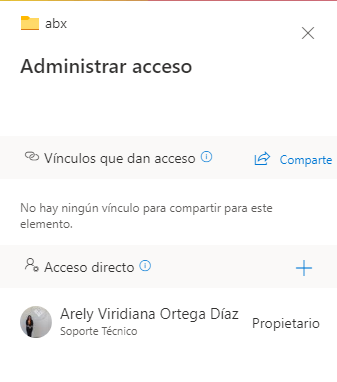 abx
Administrar acceso
Vínculos que dan acceso
Comparte
No hay ningún vínculo para compartir para este
elemento.
Acceso directo
Arely Viridiana Ortega Díaz
Soporte Técnico
Propietario